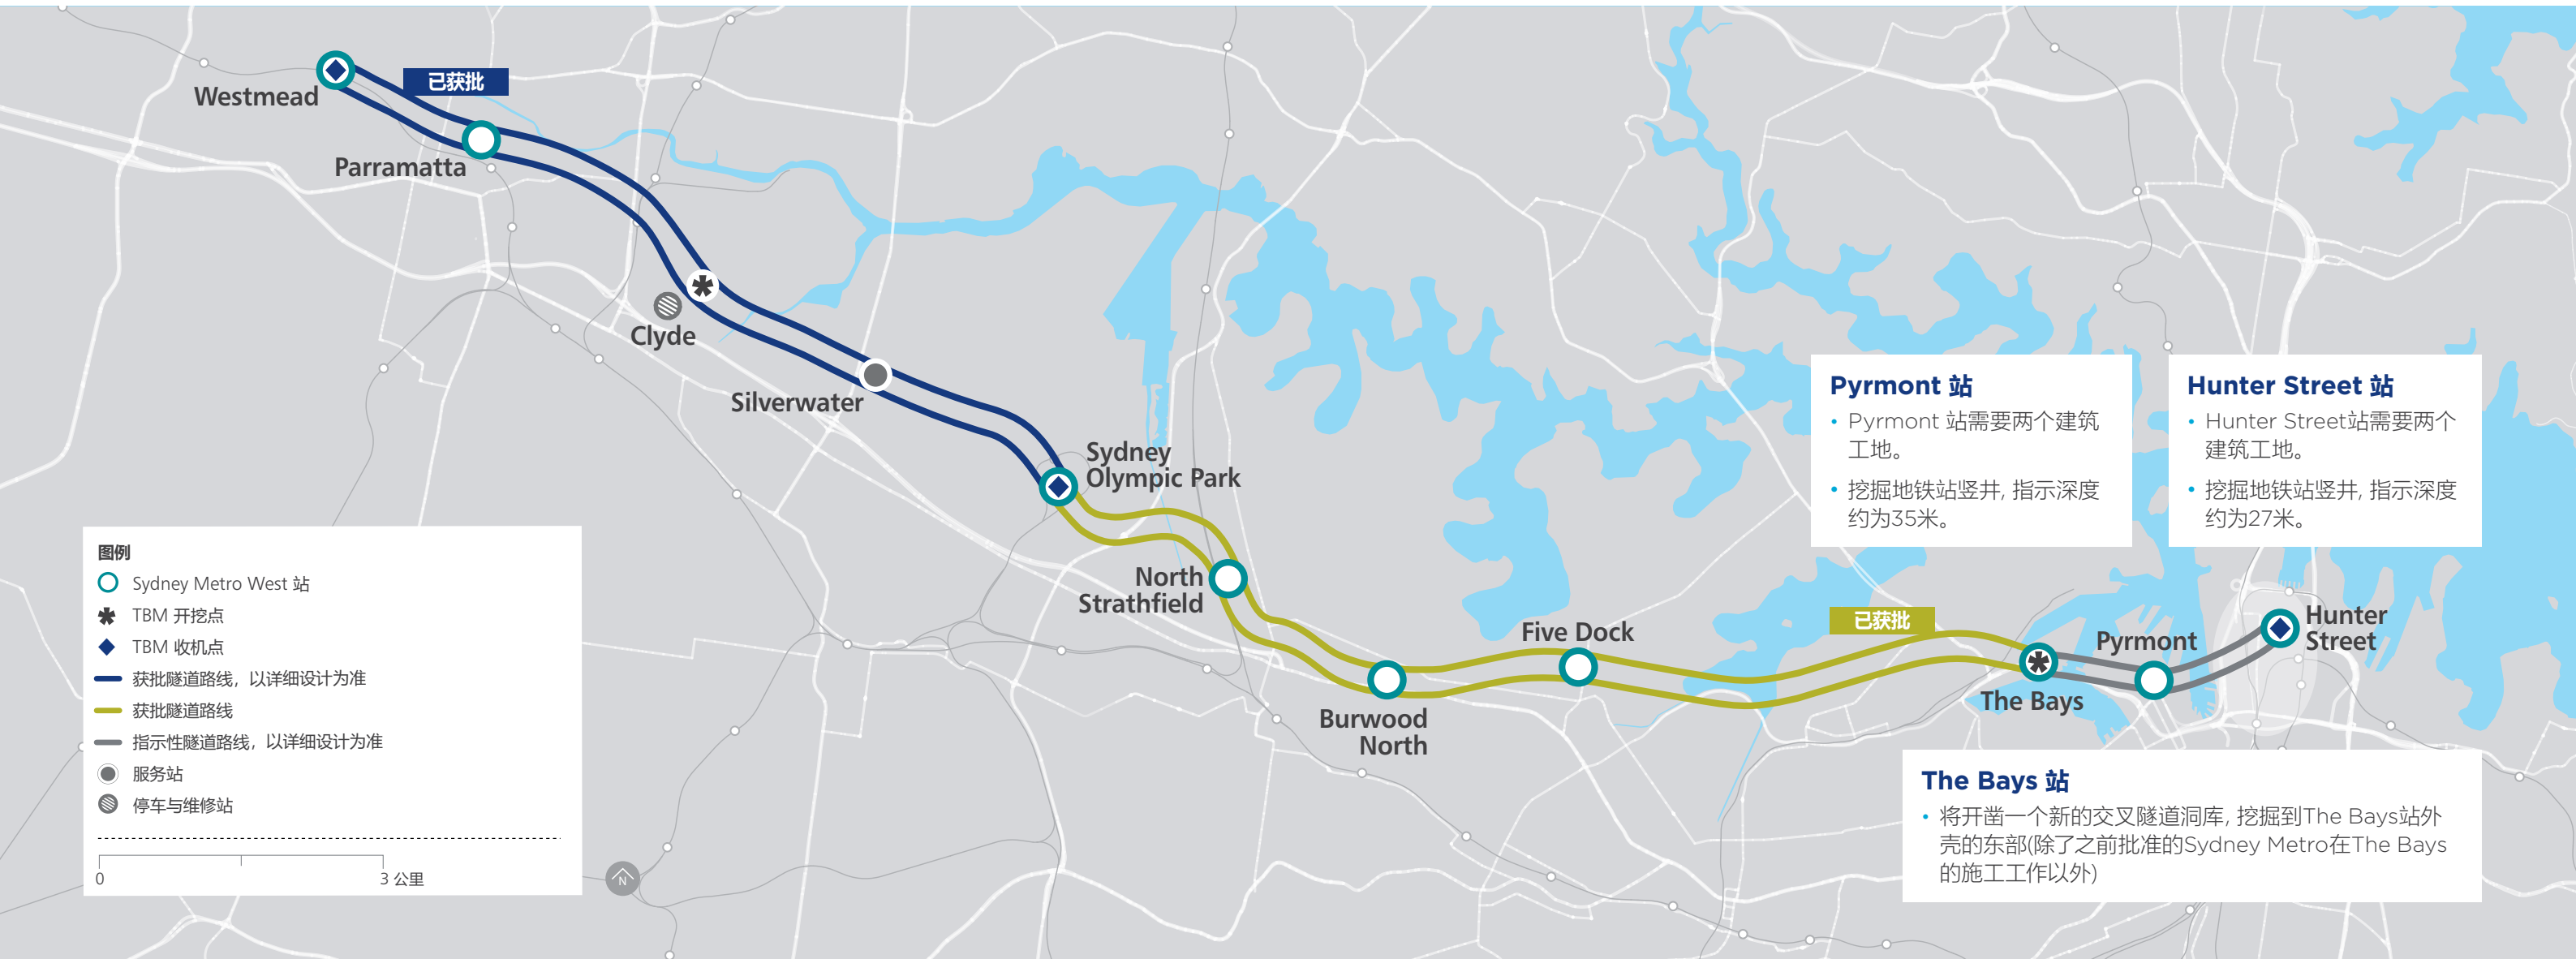 Westmead
已获批
Parramatta
Clyde
Silverwater
Sydney
Olympic Park
North
Strathfield
Burwood
North
Five Dock
已获批
The Bays
Pyrmont
Hunter
Street
Pyrmont 站
• Pyrmont 站需要两个建筑
工地。
• 挖掘地铁站竖井, 指示深度
约为35米。
Hunter Street 站
• Hunter Street站需要两个
建筑工地。
• 挖掘地铁站竖井, 指示深度
约为27米。
The Bays 站
• 将开凿一个新的交叉隧道洞库, 挖掘到The Bays站外
壳的东部(除了之前批准的Sydney Metro在The Bays
的施工工作以外)
图例
Sydney Metro West 站
TBM 开挖点
TBM 收机点
获批隧道路线，以详细设计为准
获批隧道路线
指示性隧道路线，以详细设计为准
服务站
停车与维修站
0 3 公里
N